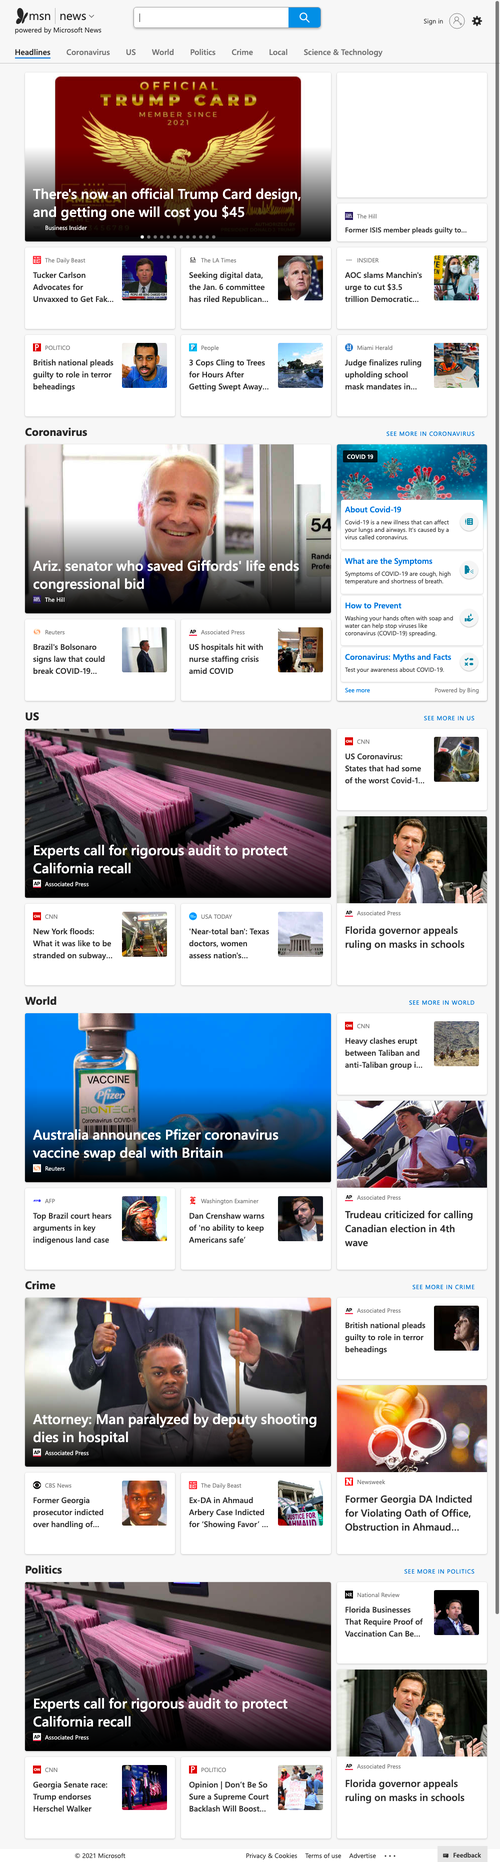 msn | news
powered by Microsoft News
Sign in
Headlines Coronavirus US World Politics Crime Local Science & Technology
OFFICIAL
TRUMP CARD
MEMBER SINCE
2021
There's now an official Trump Card design,
and getting one will cost you $45
Business Insider
The Hill
Former ISIS member pleads guilty to...
The Daily Beast
Tucker Carlson
Advocates for
Unvaxxed to Get Fak...
The LA Times
Seeking digital data,
the Jan. 6 committee
has riled Republican...
INSIDER
AOC slams Manchin's
urge to cut $3.5
trillion Democratic...
POLITICO
British national pleads
guilty to role in terror
beheadings
People
3 Cops Cling to Trees
for Hours After
Getting Swept Away...
Miami Herald
Judge finalizes ruling
upholding school
mask mandates in...
Coronavirus
SEE MORE IN CORONAVIRUS
54
Ariz. senator who saved Giffords' life ends
congressional bid
The Hill
COVID 19
About Covid-19
Covid-19 is a new illness that can affect
your lungs and airways. It's caused by a
virus called coronavirus.
What are the Symptoms
Symptoms of COVID-19 are cough, high
temperature and shortness of breath.
How to Prevent
Washing your hands often with soap and
water can help stop viruses like
coronavirus (COVID-19) spreading.
Coronavirus: Myths and Facts
Test your awareness about COVID-19.
See more
Powered by Bing
Reuters
Brazil's Bolsonaro
signs law that could
break COVID-19...
Associated Press
US hospitals hit with
nurse staffing crisis
amid COVID
US
SEE MORE IN US
Experts call for rigorous audit to protect
California recall
Associated Press
CNN
US Coronavirus:
States that had some
of the worst Covid-1...
Associated Press
Florida governor appeals
ruling on masks in schools
CNN
New York floods:
What it was like to be
stranded on subway...
USA TODAY
'Near-total ban': Texas
doctors, women
assess nation's...
World
SEE MORE IN WORLD
VACCINE
Pfizer
BIONTECH
Coronavirus COVID-19
Australia announces Pfizer coronavirus
vaccine swap deal with Britain
Reuters
CNN
Heavy clashes erupt
between Taliban and
anti-Taliban group i...
Associated Press
Trudeau criticized for calling
Canadian election in 4th
wave
AFP
Top Brazil court hears
arguments in key
indigenous land case
Washington Examiner
Dan Crenshaw warns
of 'no ability to keep
Americans safe'
Crime
SEE MORE IN CRIME
Attorney: Man paralyzed by deputy shooting
dies in hospital
Associated Press
Associated Press
British national pleads
guilty to role in terror
beheadings
Newsweek
Former Georgia DA Indicted
for Violating Oath of Office,
Obstruction in Ahmaud...
CBS News
Former Georgia
prosecutor indicted
over handling of...
The Daily Beast
Ex-DA in Ahmaud
Arbery Case Indicted
for 'Showing Favor' ...
JUSTICE FOR
AHMAUD
Politics
SEE MORE IN POLITICS
Experts call for rigorous audit to protect
California recall
Associated Press
National Review
Florida Businesses
That Require Proof of
Vaccination Can Be...
Associated Press
Florida governor appeals
ruling on masks in schools
CNN
Georgia Senate race:
Trump endorses
Herschel Walker
POLITICO
Opinion | Don't Be So
Sure a Supreme Court
Backlash Will Boost...
© 2021 Microsoft
Privacy & Cookies Terms of use Advertise
Feedback